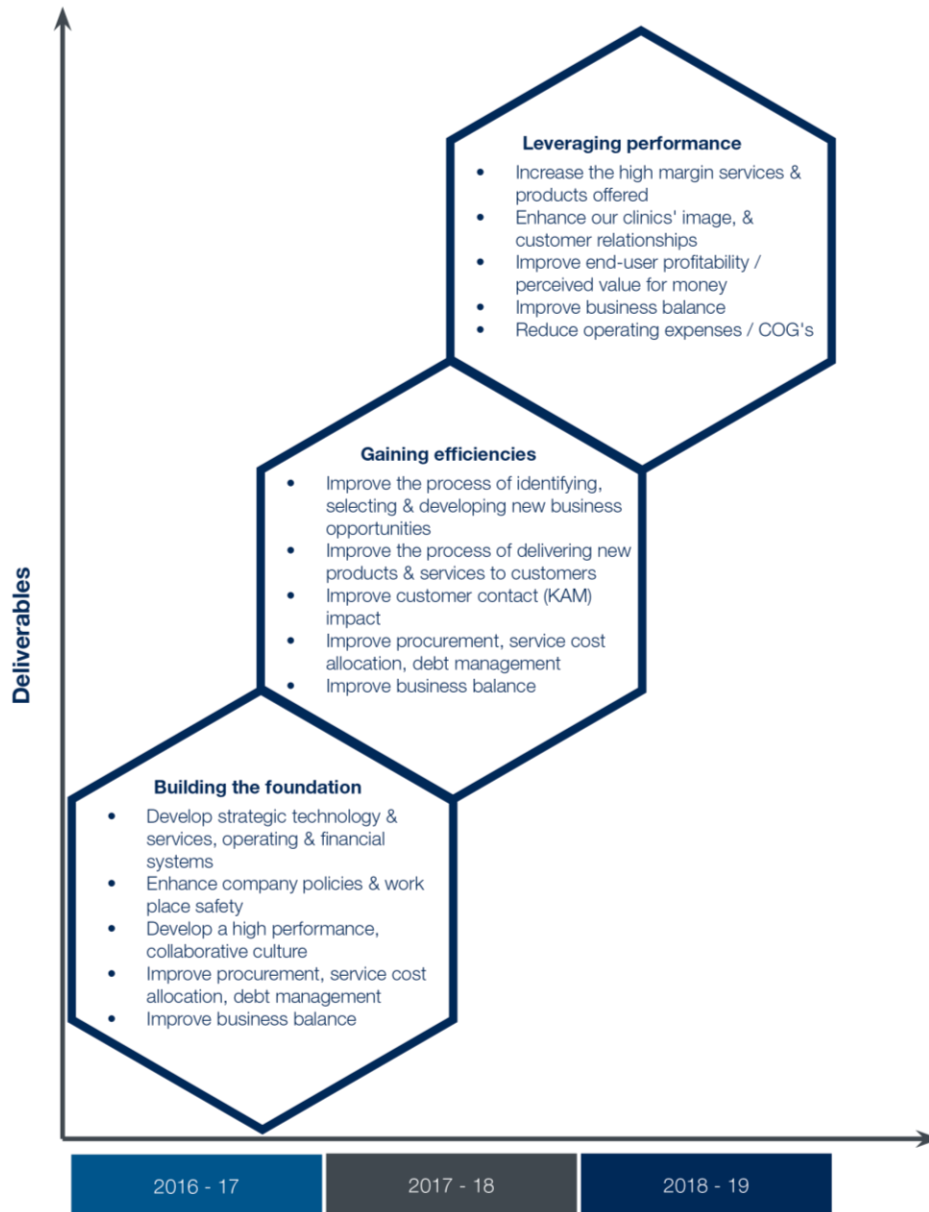 Leveraging performance
• Increase the high margin services &
products offered
• Enhance our clinics' image, &
customer relationships
• Improve end-user profitability /
perceived value for money
• Improve business balance
• Reduce operating expenses / COG's
Gaining efficiencies
• Improve the process of identifying,
selecting & developing new business
opportunities
• Improve the process of delivering new
products & services to customers
• Improve customer contact (KAM)
impact
• Improve procurement, service cost
allocation, debt management
• Improve business balance
Deliverables
Building the foundation
• Develop strategic technology &
services, operating & financial
systems
• Enhance company policies & work
place safety
• Develop a high performance,
collaborative culture
• Improve procurement, service cost
allocation, debt management
• Improve business balance
2016 - 17
2017 - 18
2018 - 19